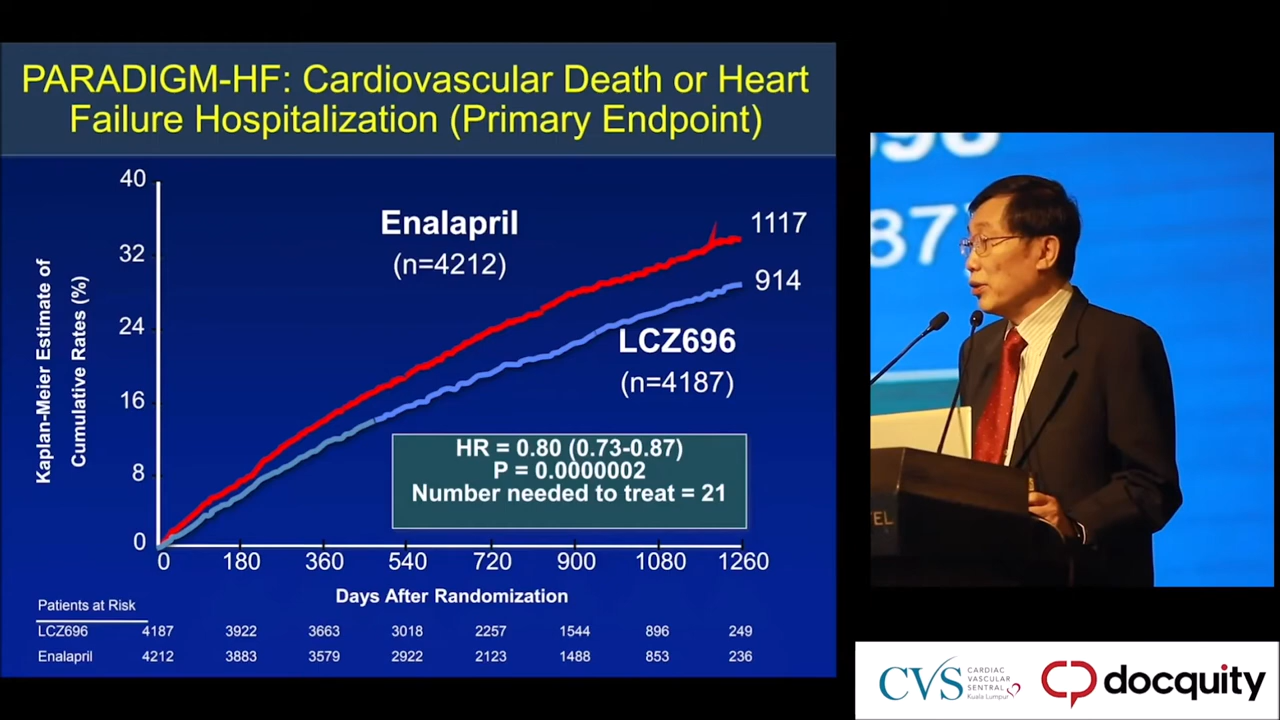 PARADIGM-HF: Cardiovascular Death or Heart
Failure Hospitalization (Primary Endpoint)
Kaplan-Meier Estimate of
Cumulative Rates (%)
40
32
24
16
8
0
Enalapril
(n=4212)
1117
914
LCZ696
(n=4187)
HR = 0.80 (0.73-0.87)
P = 0.0000002
Number needed to treat = 21
0 180 360 540 720 900 1080 1260
Days After Randomization
Patients at Risk
LCZ696 4187 3922 3663 3018 2257 1544 896 249
Enalapril 4212 3883 3579 2922 2123 1488 853 236
87
TEL
CVS
CARDIAC
VASCULAR
SENTRAL
Kuala Lumpur
docquity